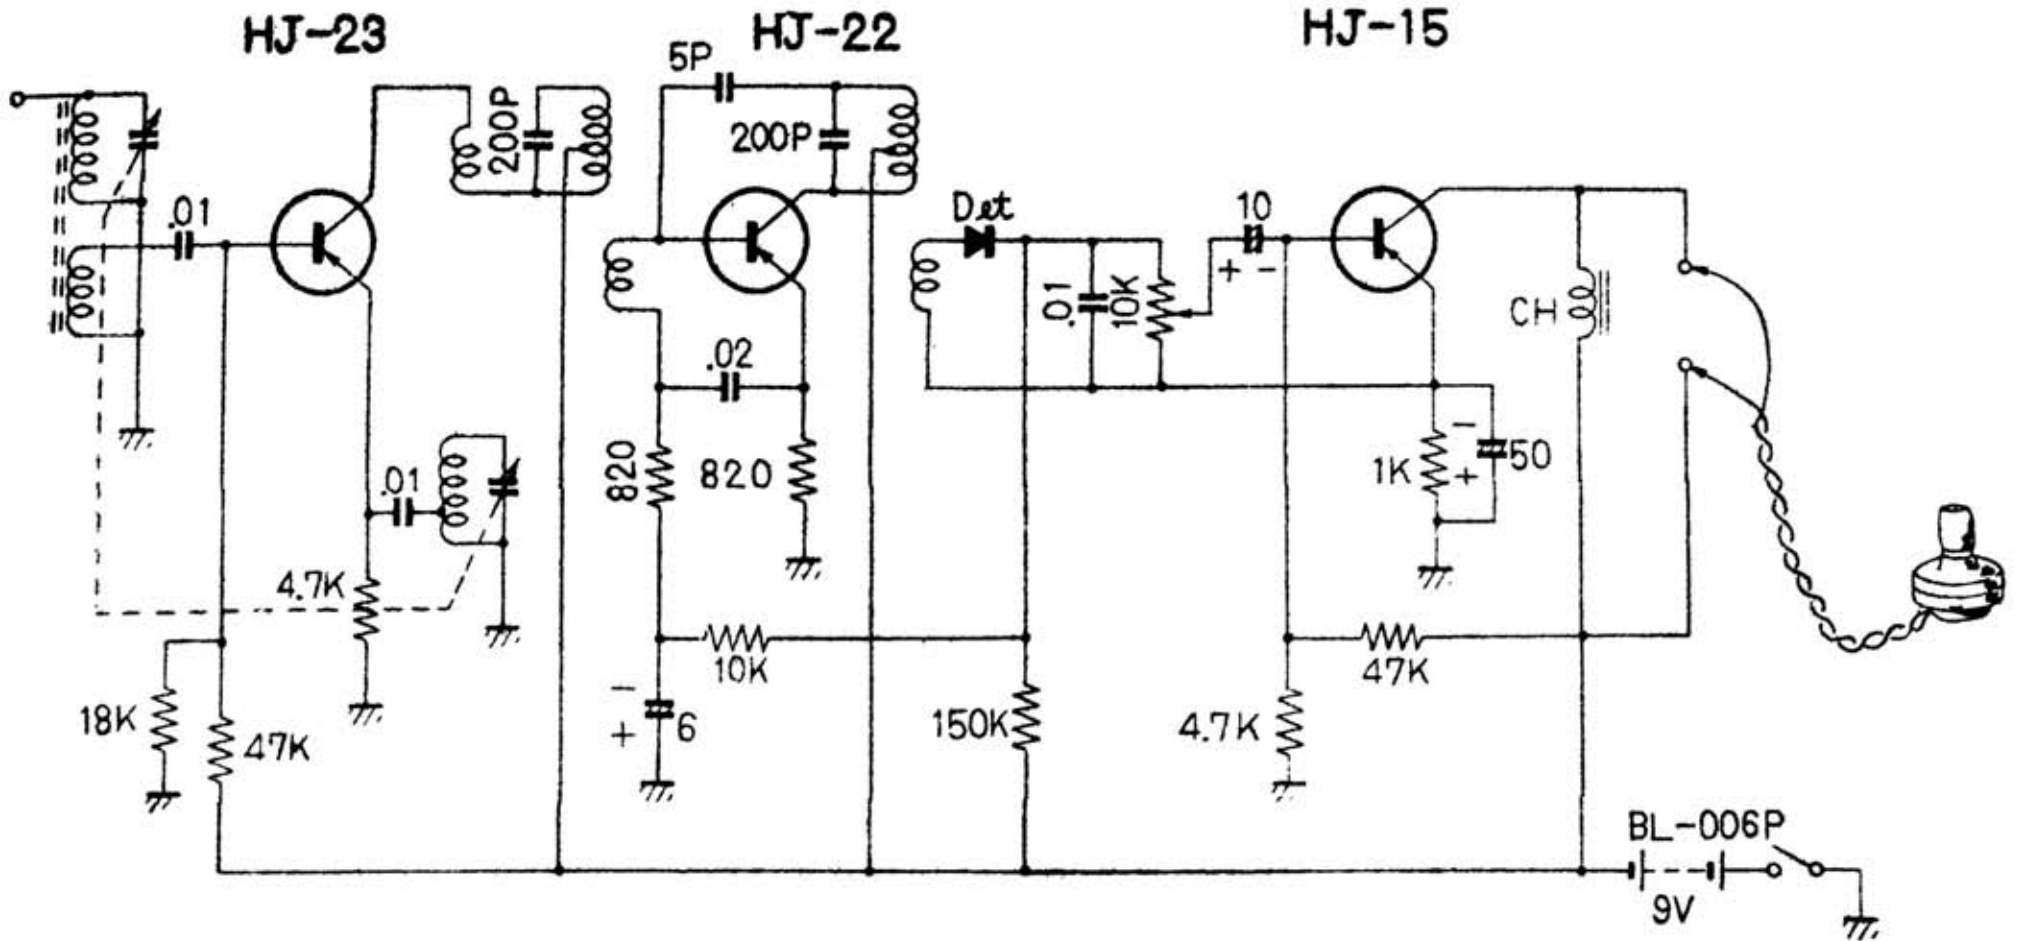 HJ-23
HJ-22
HJ-15
5P
200P
200P
.01
Det
10
+ -
.01
10K
CH
.02
820
820
.01
1K
-
+
50
4.7K
10K
47K
18K
47K
-
+
6
150K
4.7K
BL-006P
9V